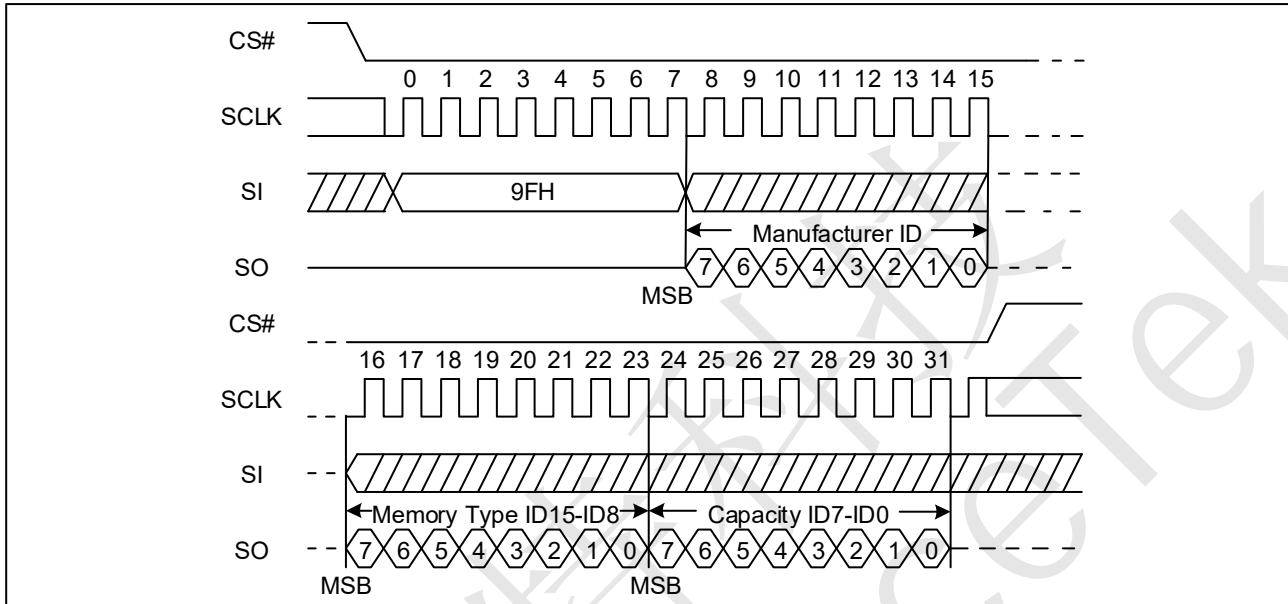 CS#
0 1 2 3 4 5 6 7 8 9 10 11 12 13 14 15
SCLK
SI 9FH
Manufacturer ID
SO 7 6 5 4 3 2 1 0
MSB
CS#
16 17 18 19 20 21 22 23 24 25 26 27 28 29 30 31
SCLK
SI
Memory Type ID15-ID8 Capacity ID7-ID0
SO 7 6 5 4 3 2 1 0 7 6 5 4 3 2 1 0
MSB MSB